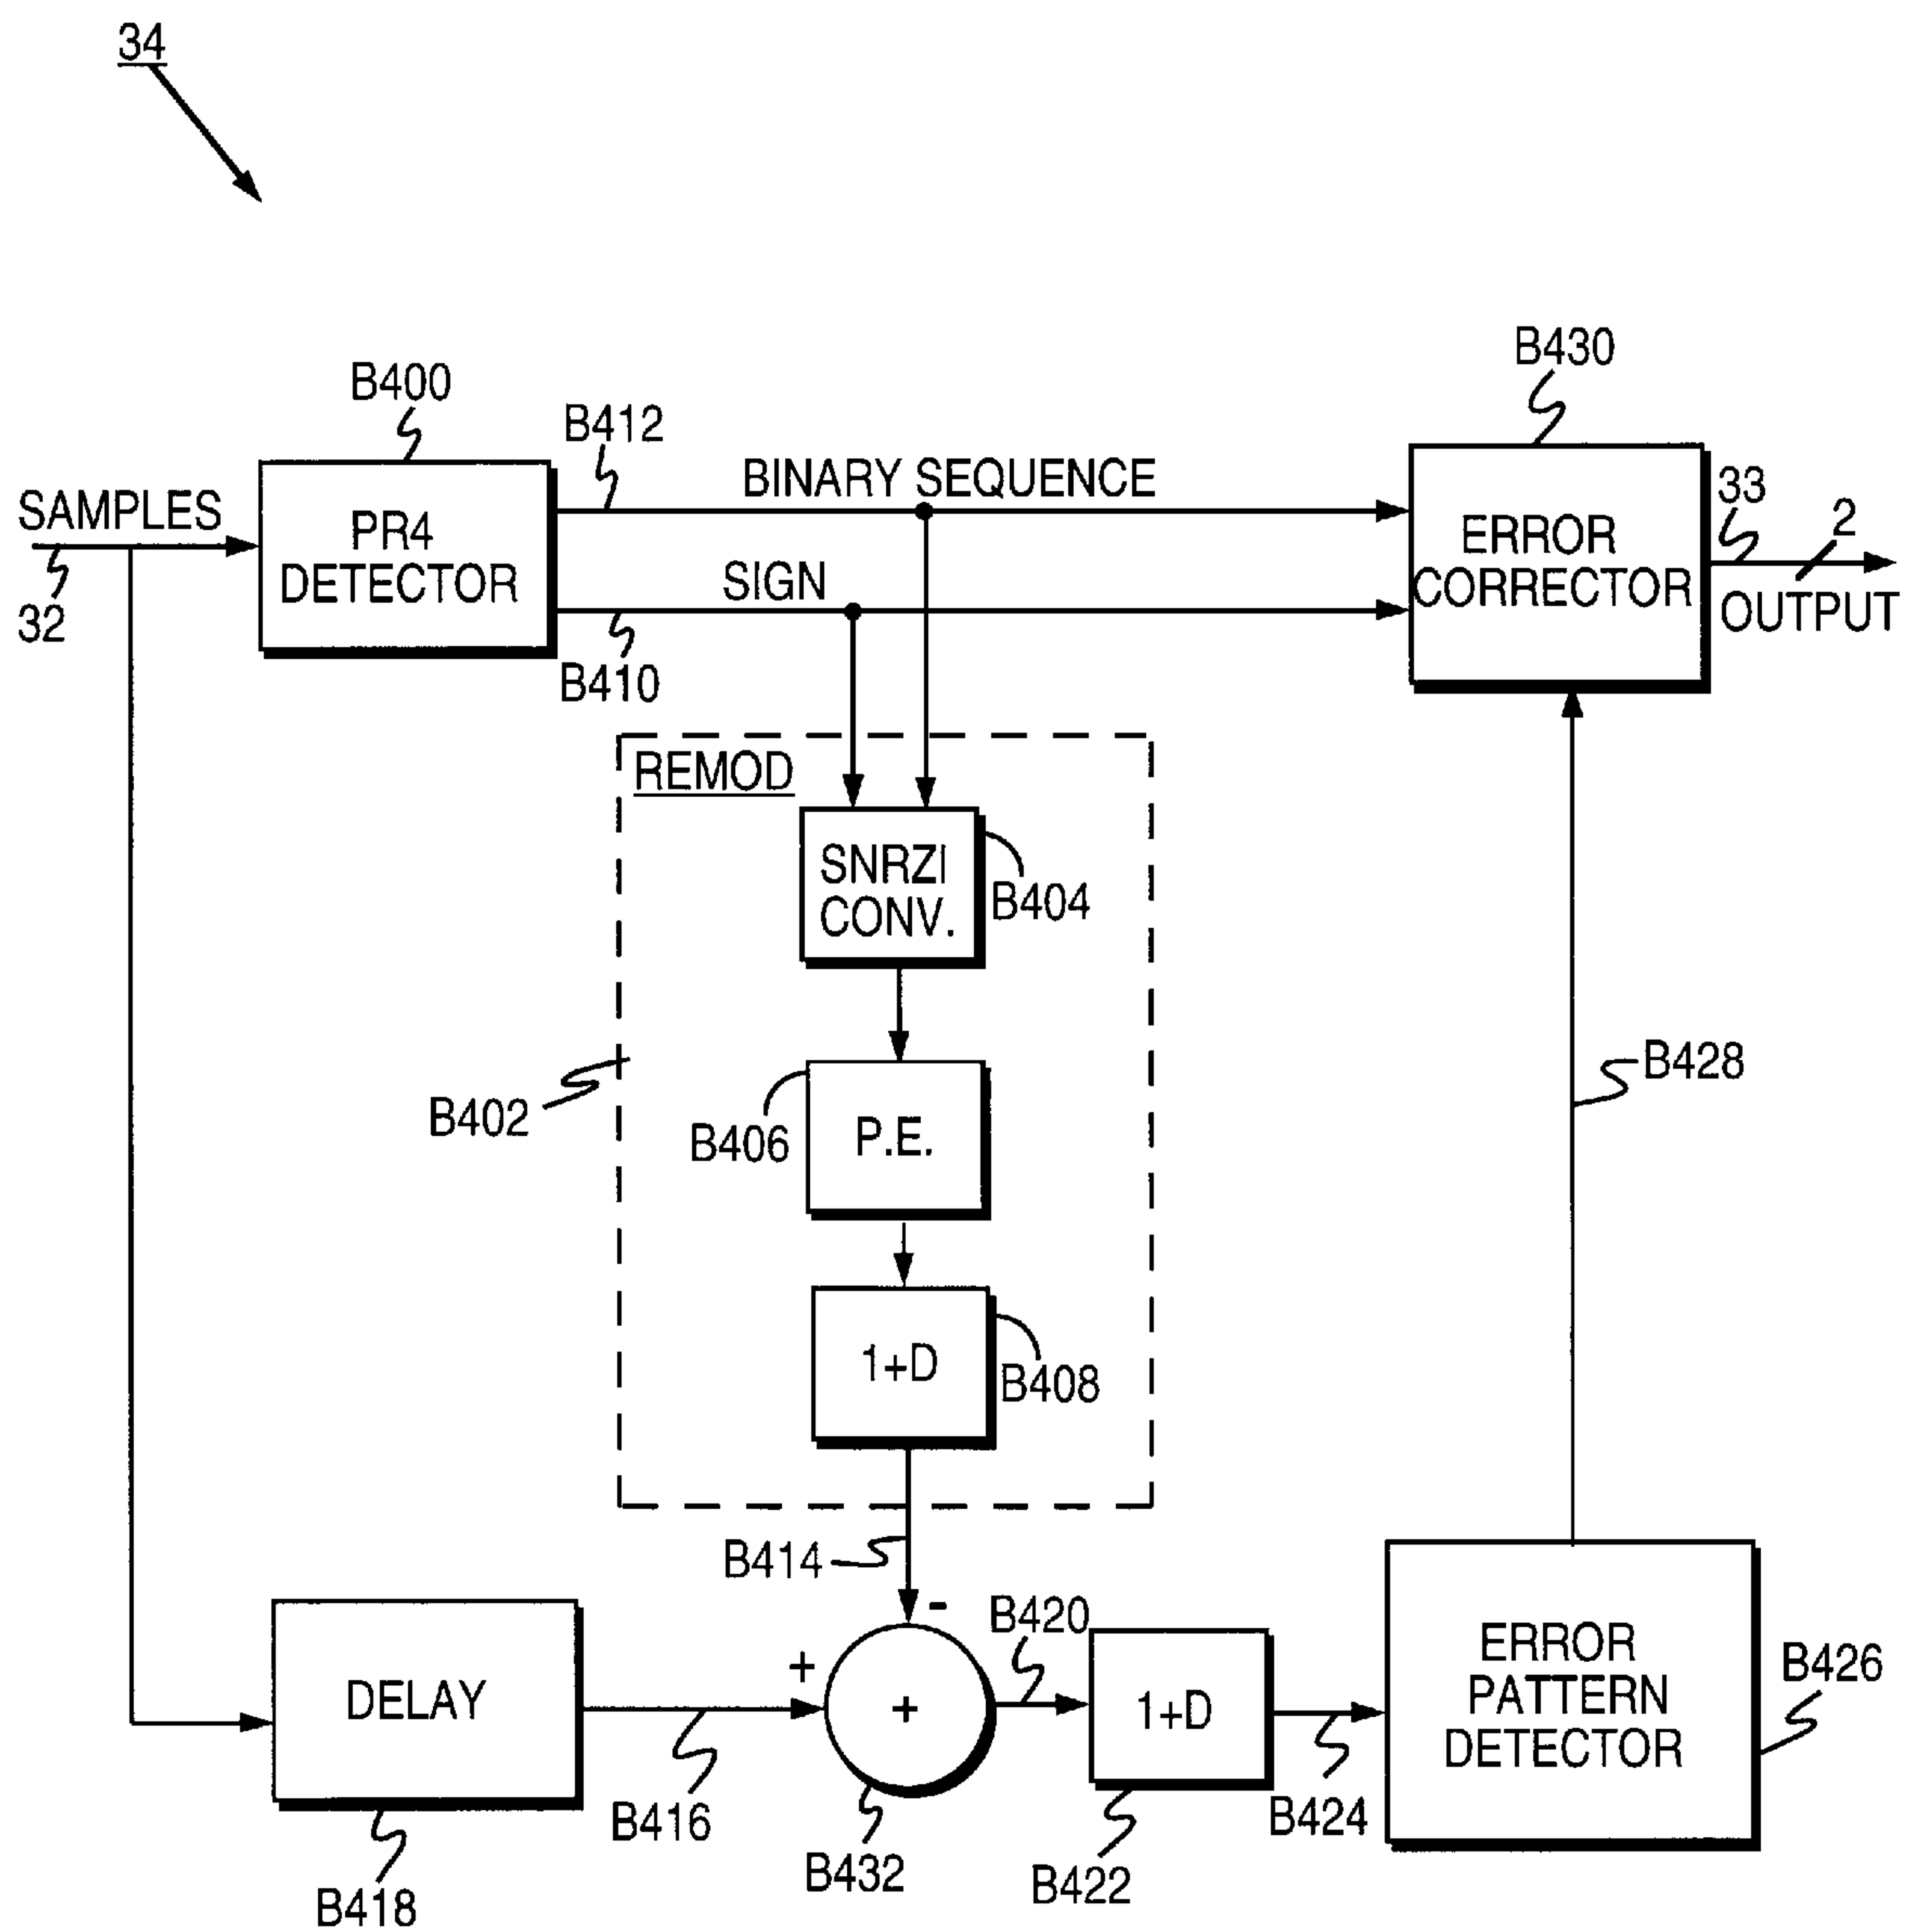 34
B430
B400
B412
BINARY SEQUENCE
33
2
SAMPLES
PR4
DETECTOR
ERROR
CORRECTOR
SIGN
OUTPUT
32
B410
REMOD
SNRZI
CONV.
B404
B428
B402
B406
P.E.
1+D
B408
B414
-
B420
+
ERROR
PATTERN
DETECTOR
B426
DELAY
+
1+D
B416
B424
B432
B422
B418